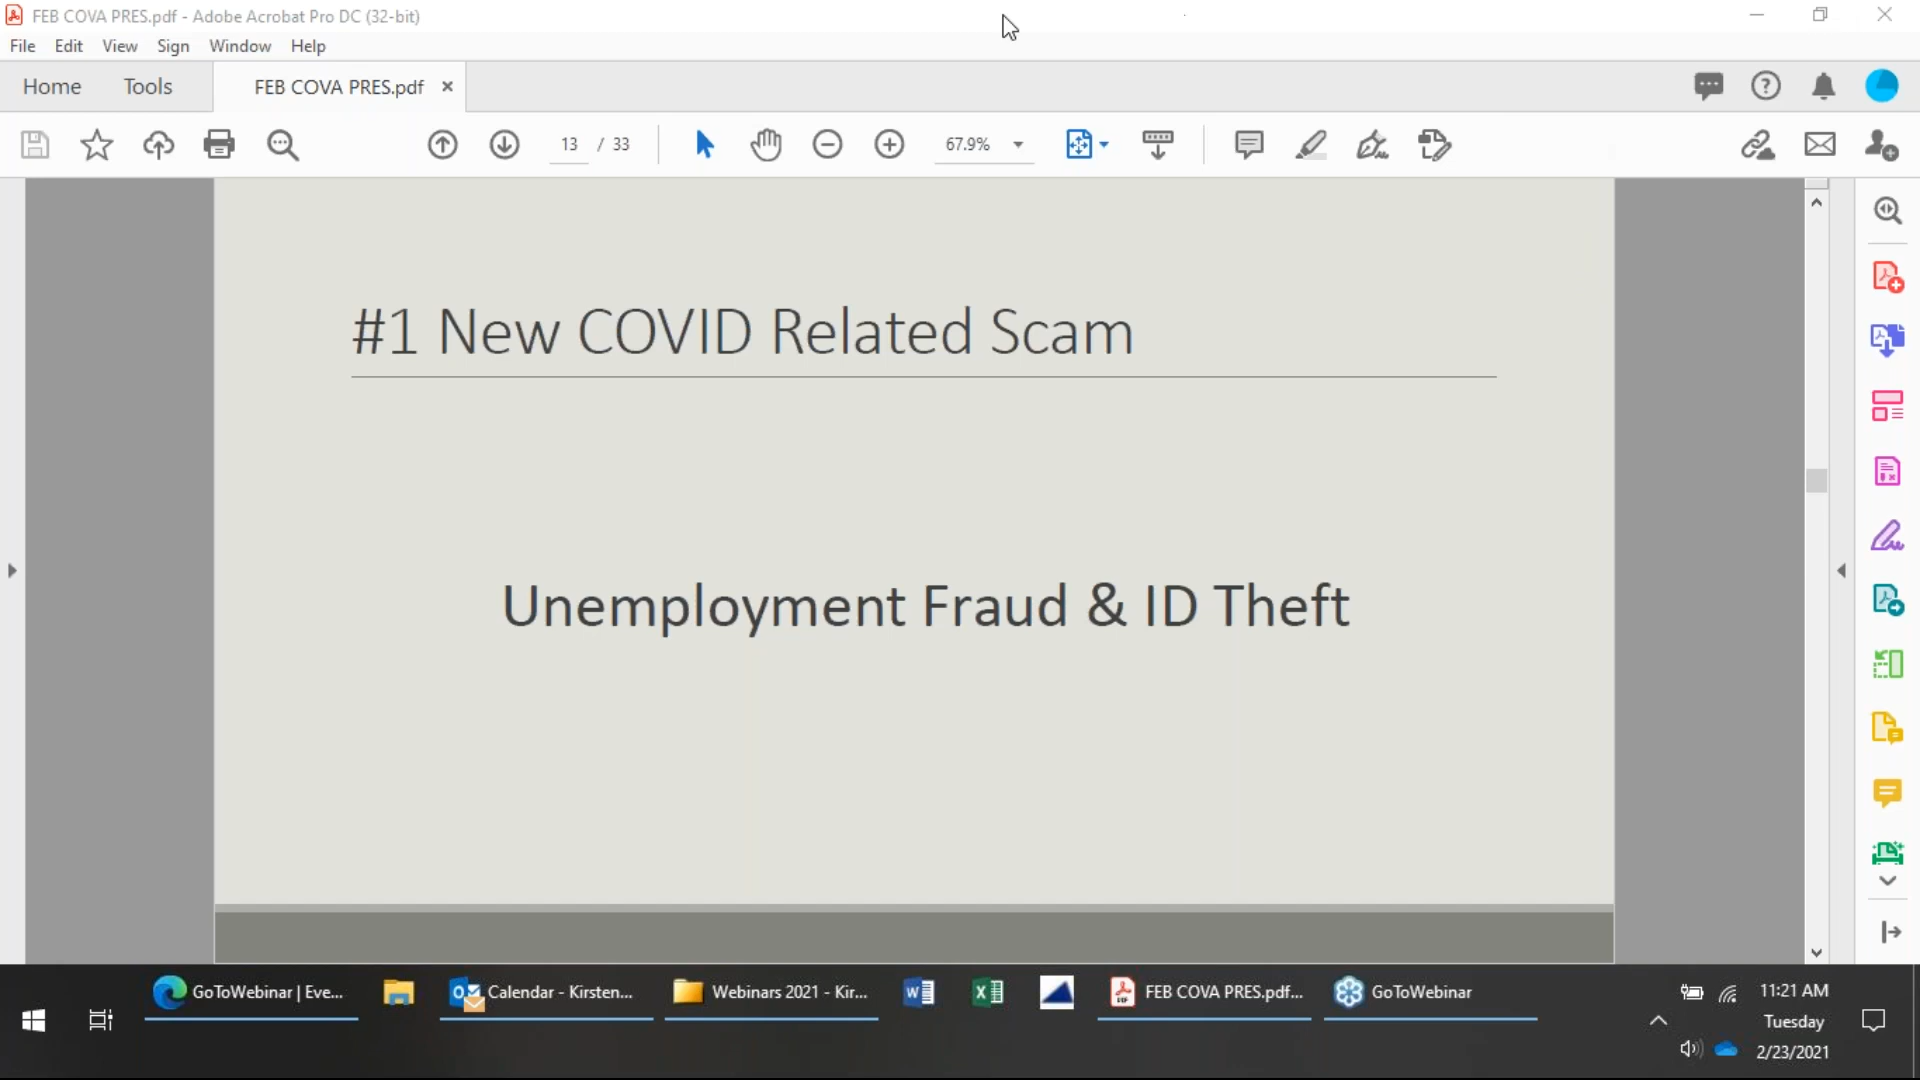 FEB COVA PRES.pdf - Adobe Acrobat Pro DC (32-bit)
File Edit View Sign Window Help
Home Tools FEB COVA PRES.pdf ×
13 / 33 67.9%
#1 New COVID Related Scam
Unemployment Fraud & ID Theft
GoToWebinar | Eve... Calendar - Kirsten... Webinars 2021 - Kir... FEB COVA PRES.pdf... GoToWebinar
11:21 AM
Tuesday
2/23/2021